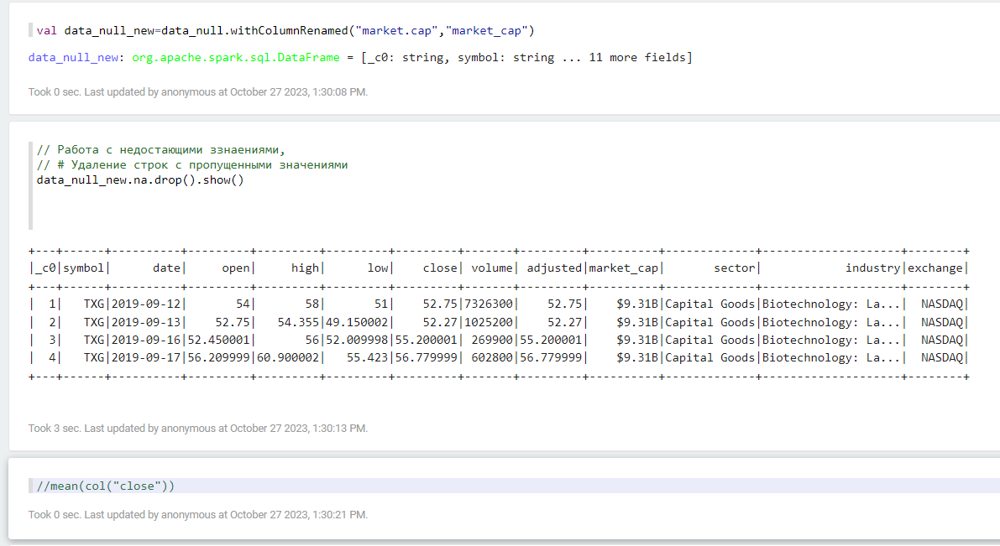 val data_null_new=data_null.withColumnRenamed("market.cap","market_cap")
data_null_new: org.apache.spark.sql.DataFrame = [_c0: string, symbol: string ... 11 more fields]
Took 0 sec. Last updated by anonymous at October 27 2023, 1:30:08 PM.
// Работа с недостающими ззнаениями,
// # Удаление строк с пропущенными значениями
data_null_new.na.drop().show()
+---+------+----------+---------+---------+---------+---------+-------+---------+----------+-------------+--------------------+--------+
|_c0|symbol|      date|     open|     high|      low|    close| volume| adjusted|market_cap|       sector|            industry|exchange|
+---+------+----------+---------+---------+---------+---------+-------+---------+----------+-------------+--------------------+--------+
|  1|   TXG|2019-09-12|       54|       58|       51|    52.75|7326300|    52.75|    $9.31B|Capital Goods|Biotechnology: La...|  NASDAQ|
|  2|   TXG|2019-09-13|    52.75|   54.355|49.150002|    52.27|1025200|    52.27|    $9.31B|Capital Goods|Biotechnology: La...|  NASDAQ|
|  3|   TXG|2019-09-16|52.450001|       56|52.009998|55.200001| 269900|55.200001|    $9.31B|Capital Goods|Biotechnology: La...|  NASDAQ|
|  4|   TXG|2019-09-17|56.209999|60.900002|   55.423|56.779999| 602800|56.779999|    $9.31B|Capital Goods|Biotechnology: La...|  NASDAQ|
+---+------+----------+---------+---------+---------+---------+-------+---------+----------+-------------+--------------------+--------+
Took 3 sec. Last updated by anonymous at October 27 2023, 1:30:13 PM.
//mean(col("close"))
Took 0 sec. Last updated by anonymous at October 27 2023, 1:30:21 PM.